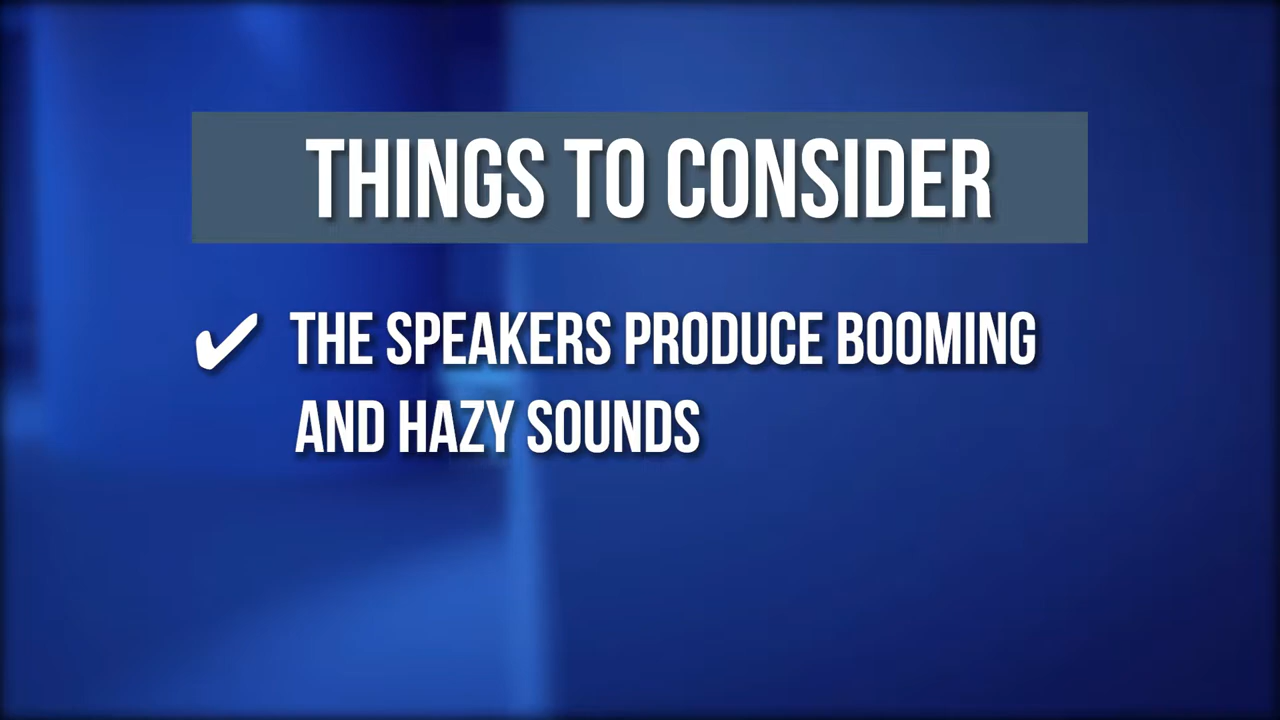 THINGS TO CONSIDER
✔ THE SPEAKERS PRODUCE BOOMING
AND HAZY SOUNDS